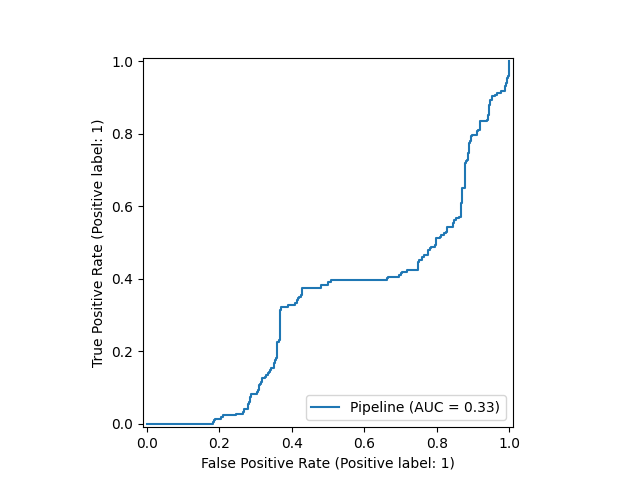 1.0
0.8
0.6
0.4
0.2
0.0
True Positive Rate (Positive label: 1)
Pipeline (AUC = 0.33)
0.0 0.2 0.4 0.6 0.8 1.0
False Positive Rate (Positive label: 1)